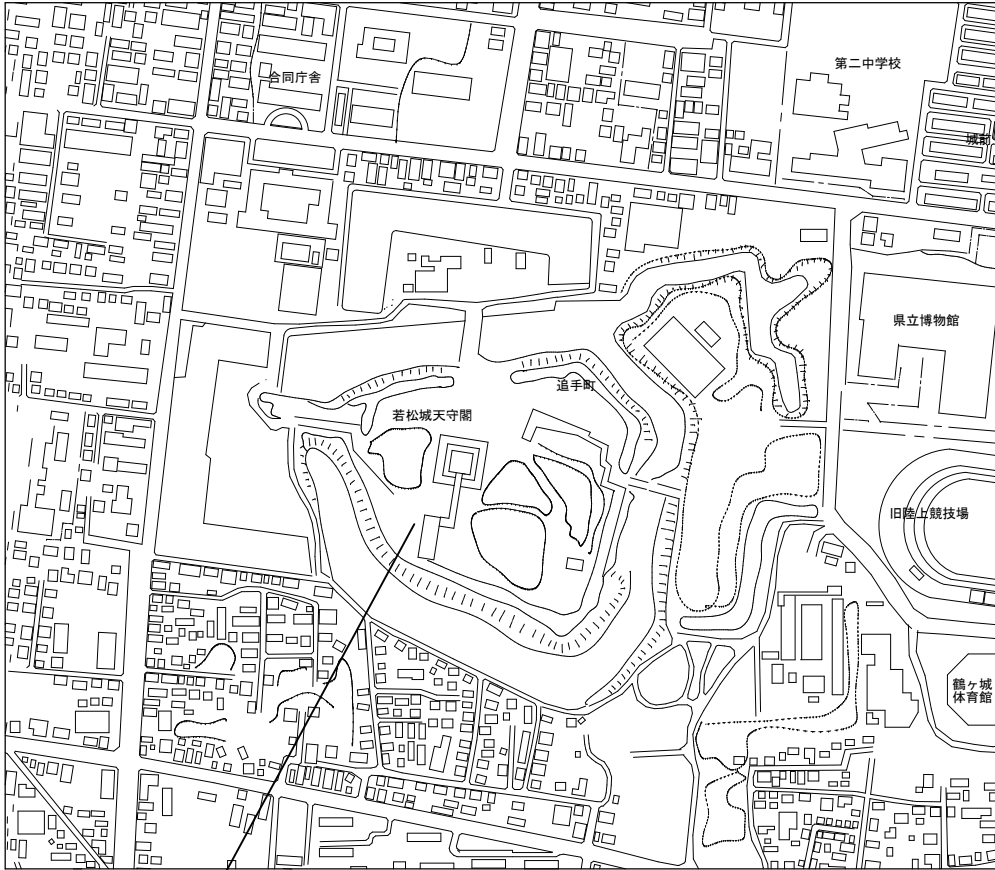 合同庁舎
第二中学校
城前
県立博物館
追手町
若松城天守閣
旧陸上競技場
鶴ヶ城
体育館